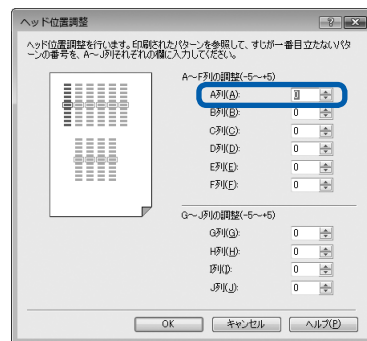 ヘッド位置調整
ヘッド位置調整を行います。印刷されたパターンを参照して、すじが一番目立たないパタ
ーンの番号を、A～J列それぞれの欄に入力してください。
A～F列の調整(-5～+5)
A列(A): 0
B列(B): 0
C列(C): 0
D列(D): 0
E列(E): 0
F列(F): 0
G～J列の調整(-5～+5)
G列(G): 0
H列(H): 0
I列(I): 0
J列(J): 0
OK キャンセル ヘルプ(P)